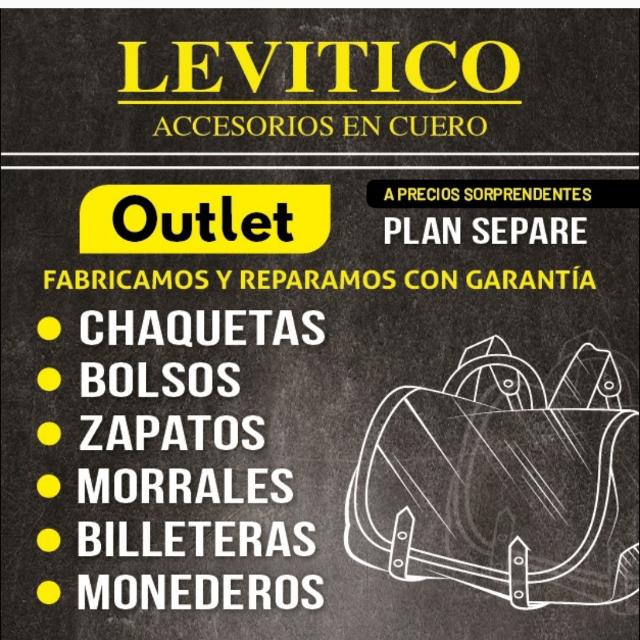 LEVITICO
ACCESORIOS EN CUERO
Outlet
A PRECIOS SORPRENDENTES
PLAN SEPARE
FABRICAMOS Y REPARAMOS CON GARANTÍA
CHAQUETAS
BOLSOS
ZAPATOS
MORRALES
BILLETERAS
MONEDEROS